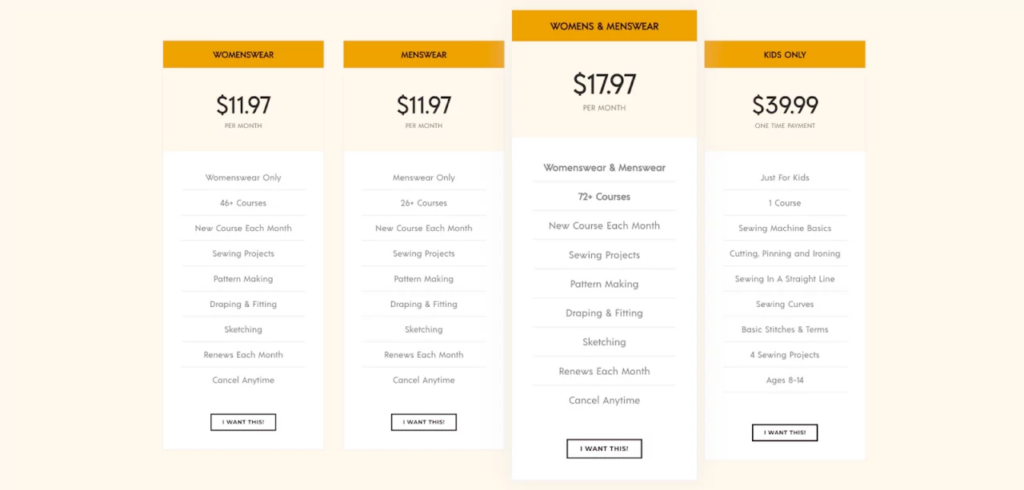 WOMENSWEAR
$11.97
PER MONTH
Womenswear Only
46+ Courses
New Course Each Month
Sewing Projects
Pattern Making
Draping & Fitting
Sketching
Renews Each Month
Cancel Anytime
I WANT THIS!
MENSWEAR
$11.97
PER MONTH
Menswear Only
26+ Courses
New Course Each Month
Sewing Projects
Pattern Making
Draping & Fitting
Sketching
Renews Each Month
Cancel Anytime
I WANT THIS!
WOMENS & MENSWEAR
$17.97
PER MONTH
Womenswear & Menswear
72+ Courses
New Course Each Month
Sewing Projects
Pattern Making
Draping & Fitting
Sketching
Renews Each Month
Cancel Anytime
I WANT THIS!
KIDS ONLY
$39.99
ONE TIME PAYMENT
Just For Kids
1 Course
Sewing Machine Basics
Cutting, Pinning and Ironing
Sewing In A Straight Line
Sewing Curves
Basic Stitches & Terms
4 Sewing Projects
Ages 8-14
I WANT THIS!